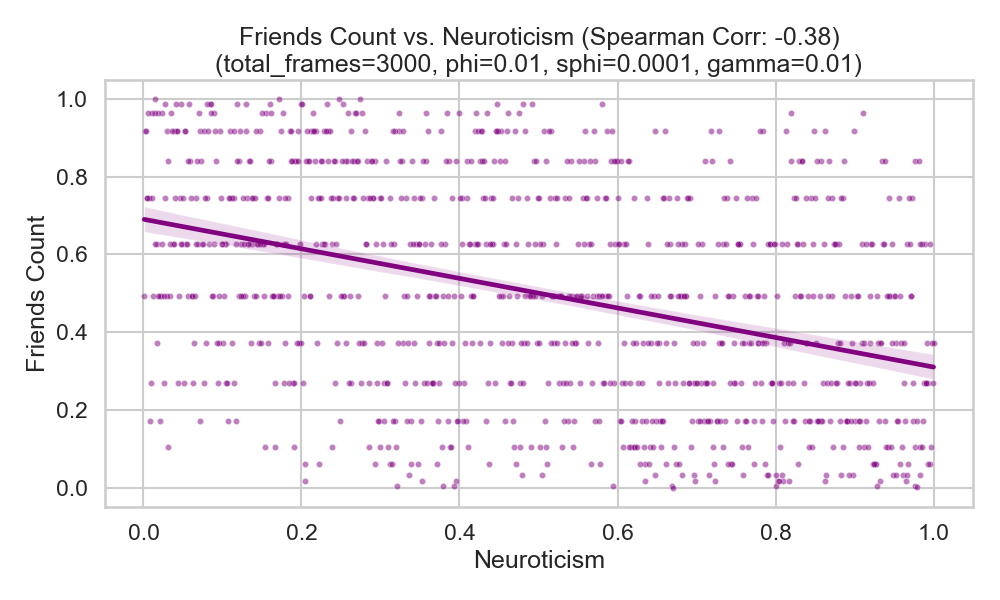 Friends Count vs. Neuroticism (Spearman Corr: -0.38)
(total_frames=3000, phi=0.01, sphi=0.0001, gamma=0.01)
Friends Count
1.0
0.8
0.6
0.4
0.2
0.0
0.0 0.2 0.4 0.6 0.8 1.0
Neuroticism